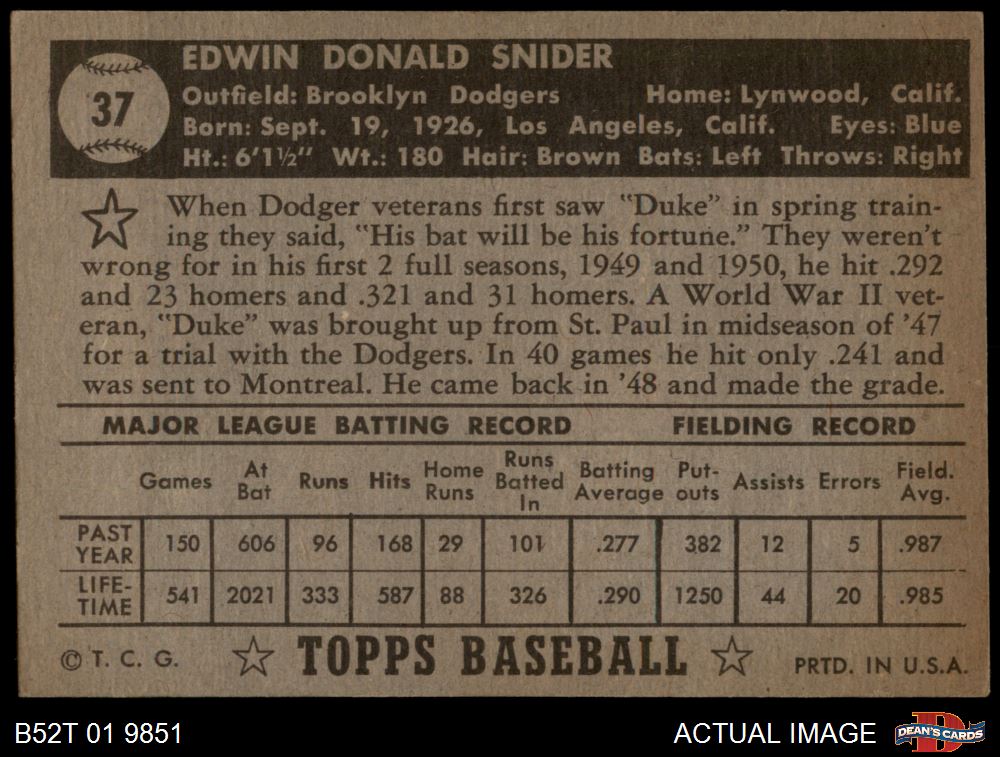 37
EDWIN DONALD SNIDER
Outfield: Brooklyn Dodgers Home: Lynwood, Calif.
Born: Sept. 19, 1926, Los Angeles, Calif. Eyes: Blue
Ht.: 6'1½" Wt.: 180 Hair: Brown Bats: Left Throws: Right
When Dodger veterans first saw "Duke" in spring train-
ing they said, "His bat will be his fortune." They weren't
wrong for in his first 2 full seasons, 1949 and 1950, he hit .292
and 23 homers and .321 and 31 homers. A World War II vet-
eran, "Duke" was brought up from St. Paul in midseason of '47
for a trial with the Dodgers. In 40 games he hit only .241 and
was sent to Montreal. He came back in '48 and made the grade.
MAJOR LEAGUE BATTING RECORD FIELDING RECORD
Games At Bat Runs Hits Home Runs Runs Batted In Batting Average Put-outs Assists Errors Field. Avg.
PAST YEAR 150 606 96 168 29 101 .277 382 12 5 .987
LIFE-TIME 541 2021 333 587 88 326 .290 1250 44 20 .985
© T. C. G. TOPPS BASEBALL PRTD. IN U.S.A.
B52T 01 9851 ACTUAL IMAGE DEAN'S CARDS